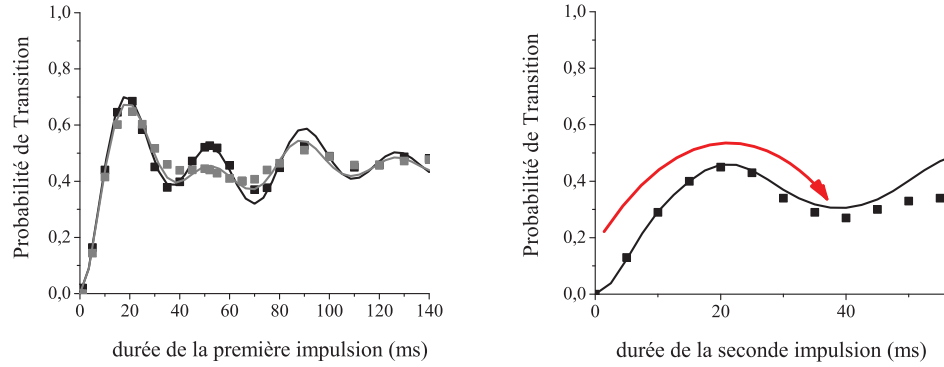 1,0
0,8
0,6
0,4
0,2
0,0
Probabilité de Transition
0 20 40 60 80 100 120 140
durée de la première impulsion (ms)
1,0
0,8
0,6
0,4
0,2
0,0
Probabilité de Transition
0 20 40
durée de la seconde impulsion (ms)